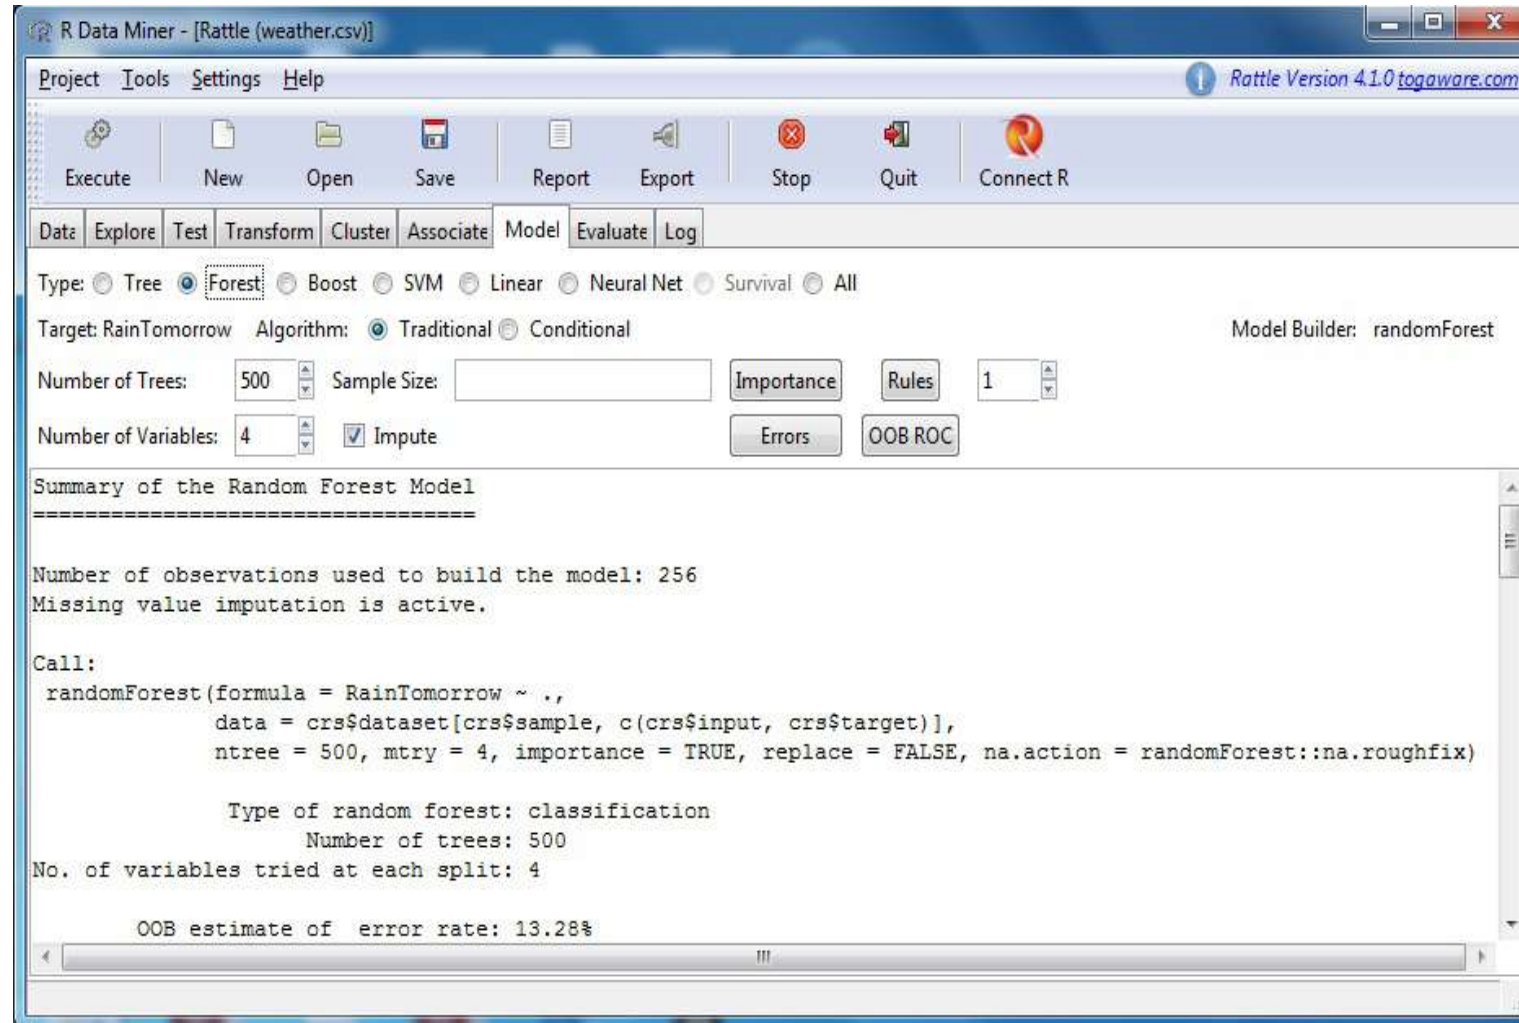 R Data Miner - [Rattle (weather.csv)]
Project Tools Settings Help Rattle Version 4.1.0 togaware.com
Execute New Open Save Report Export Stop Quit Connect R
Data Explore Test Transform Cluster Associate Model Evaluate Log
Type: Tree Forest Boost SVM Linear Neural Net Survival All
Target: RainTomorrow Algorithm: Traditional Conditional Model Builder: randomForest
Number of Trees: 500 Sample Size: Importance Rules 1
Number of Variables: 4 Impute Errors OOB ROC
Summary of the Random Forest Model
==================================
Number of observations used to build the model: 256
Missing value imputation is active.
Call:
randomForest(formula = RainTomorrow ~ .,
data = crs$dataset[crs$sample, c(crs$input, crs$target)],
ntree = 500, mtry = 4, importance = TRUE, replace = FALSE, na.action = randomForest::na.roughfix)
Type of random forest: classification
Number of trees: 500
No. of variables tried at each split: 4
OOB estimate of  error rate: 13.28%